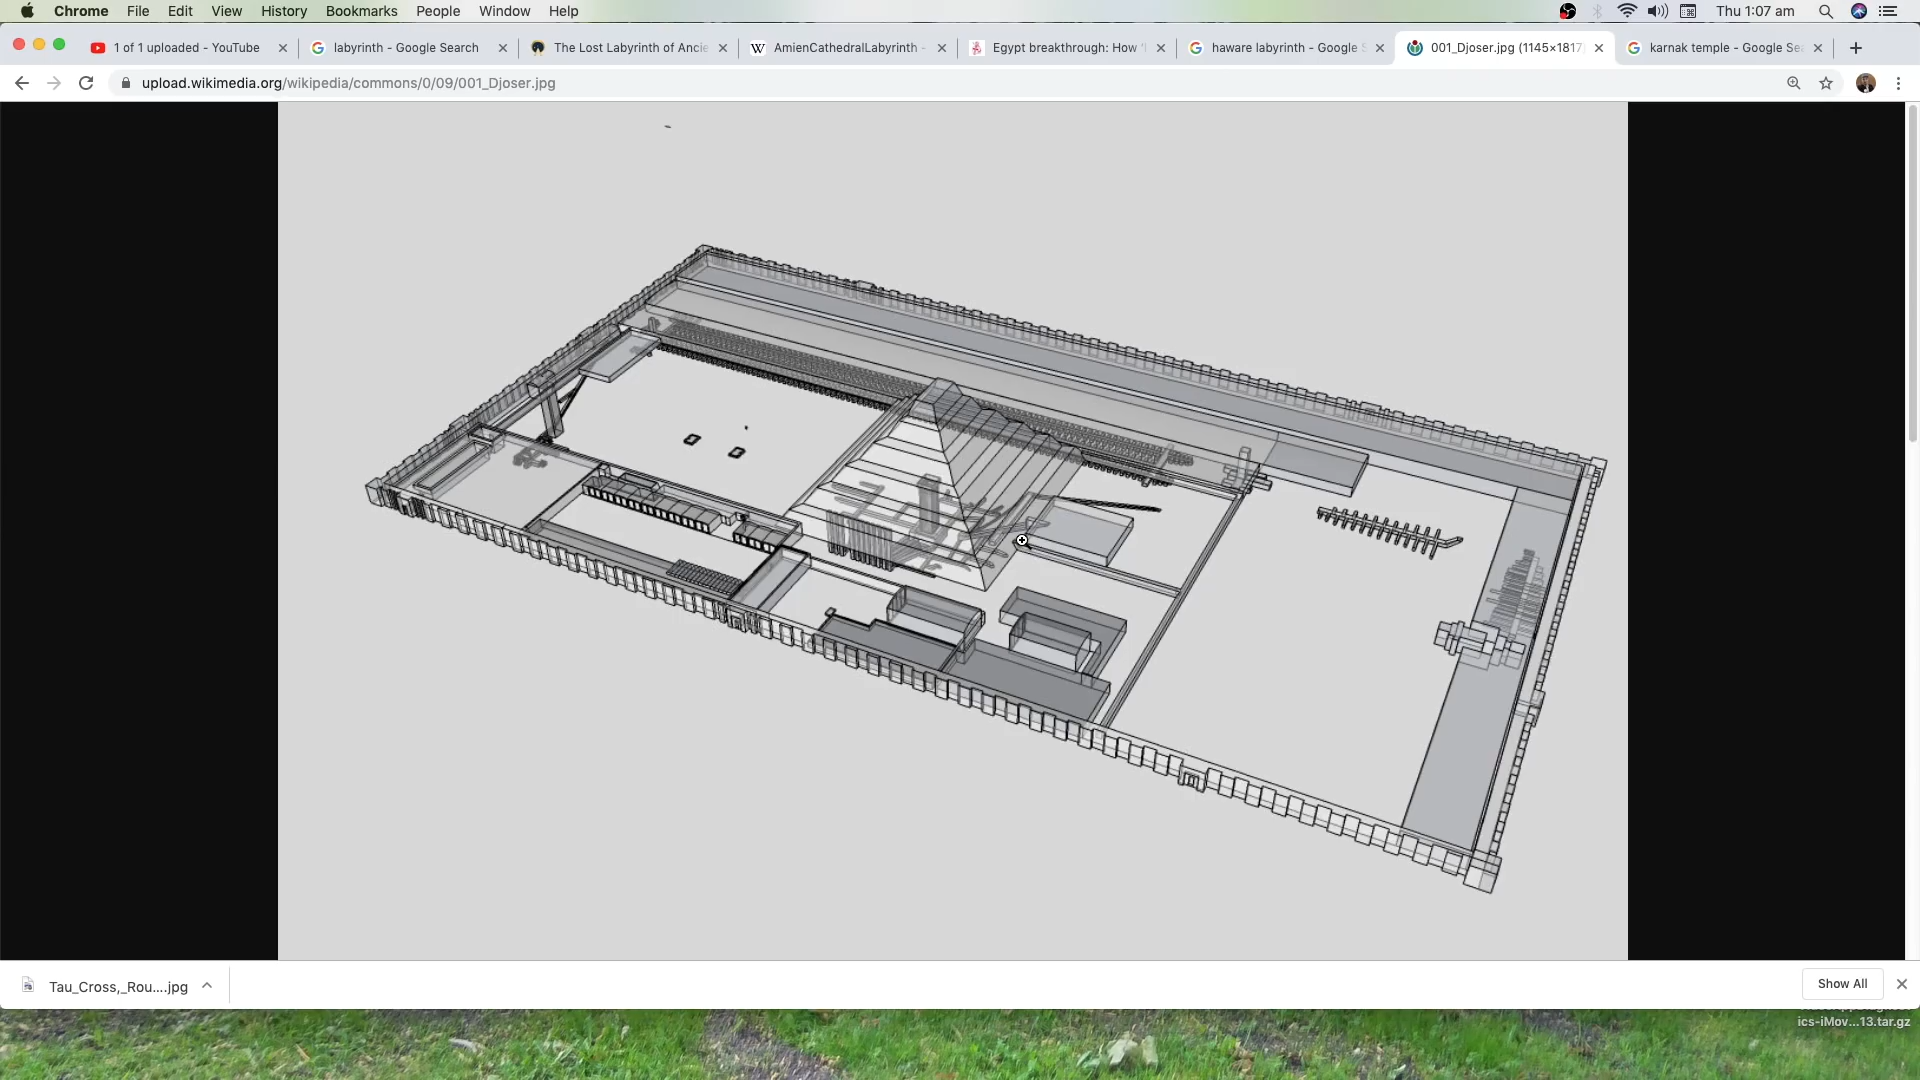 Chrome File Edit View History Bookmarks People Window Help Thu 1:07 am
1 of 1 uploaded - YouTube labyrinth - Google Search The Lost Labyrinth of Ancie AmienCathedralLabyrinth - Egypt breakthrough: How haware labyrinth - Google S 001_Djoser.jpg (1145×1817) karnak temple - Google Sea
upload.wikimedia.org/wikipedia/commons/0/09/001_Djoser.jpg
Tau_Cross,_Rou....jpg Show All
ics-iMov...13.tar.gz